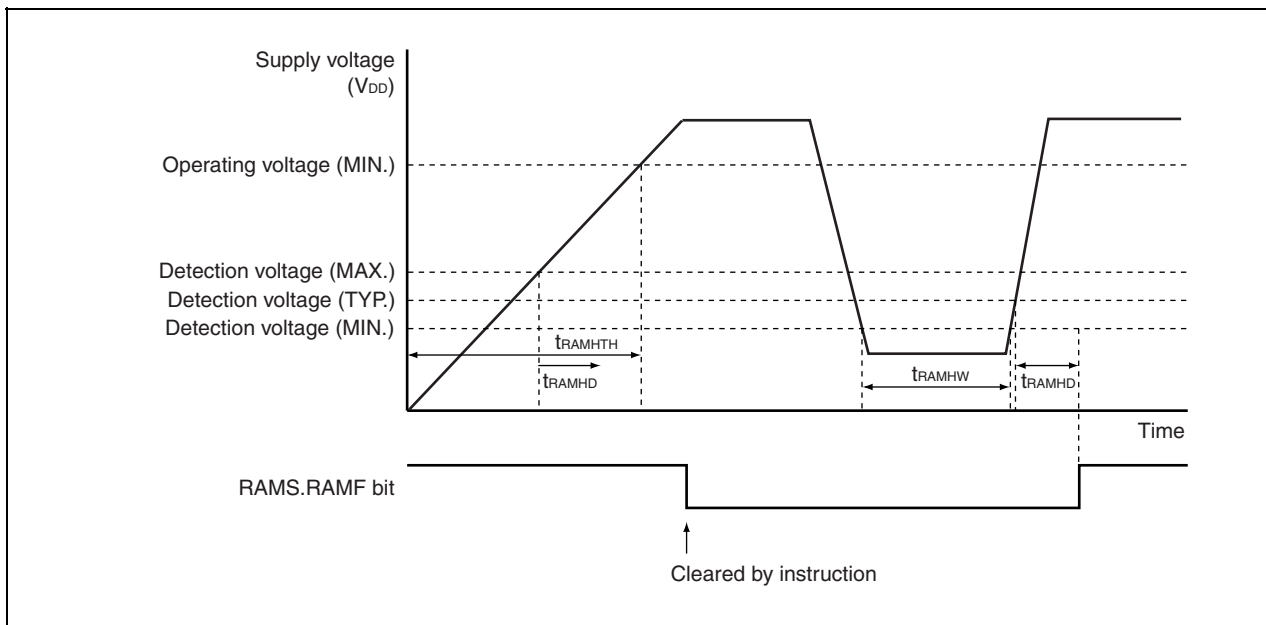 Supply voltage
(VDD)
Operating voltage (MIN.)
Detection voltage (MAX.)
Detection voltage (TYP.)
Detection voltage (MIN.)
tRAMHTH
tRAMHD
tRAMHW
tRAMHD
Time
RAMS.RAMF bit
Cleared by instruction